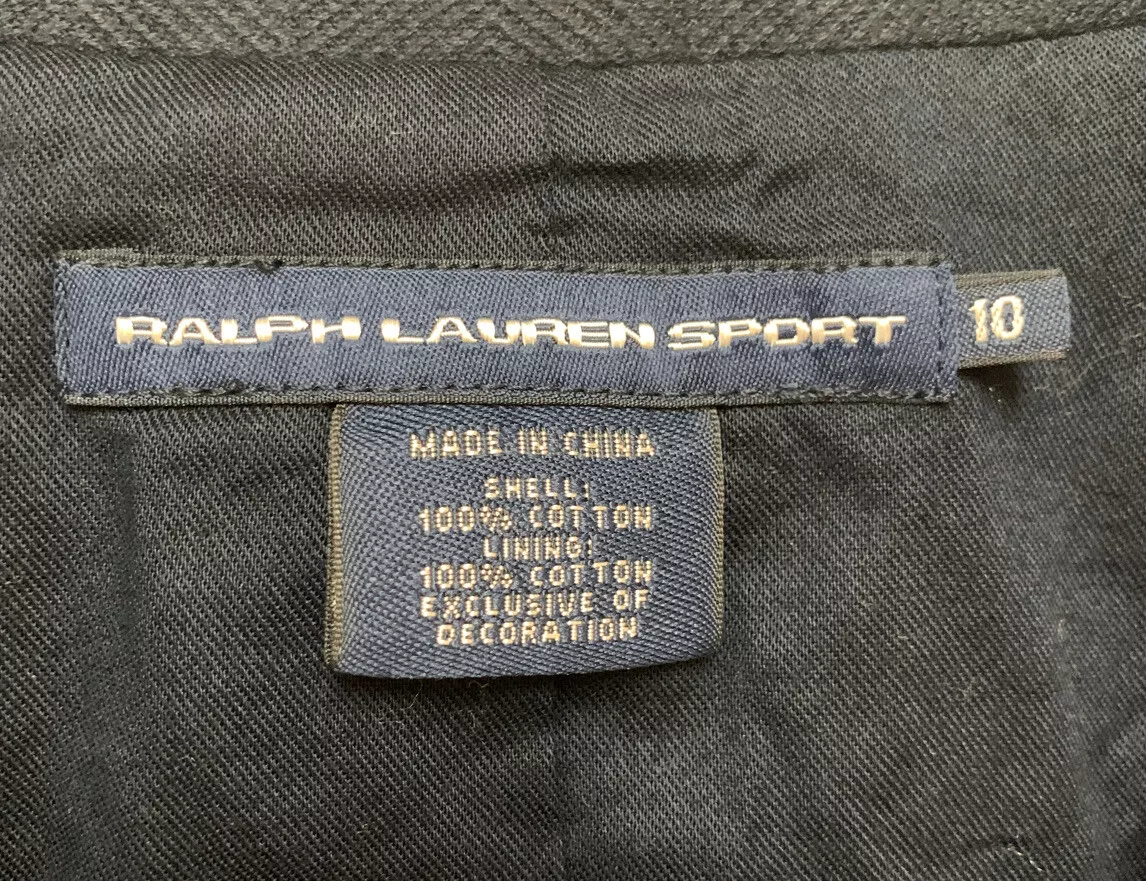 RALPH LAUREN SPORT 10
MADE IN CHINA
SHELL:
100% COTTON
LINING:
100% COTTON
EXCLUSIVE OF
DECORATION